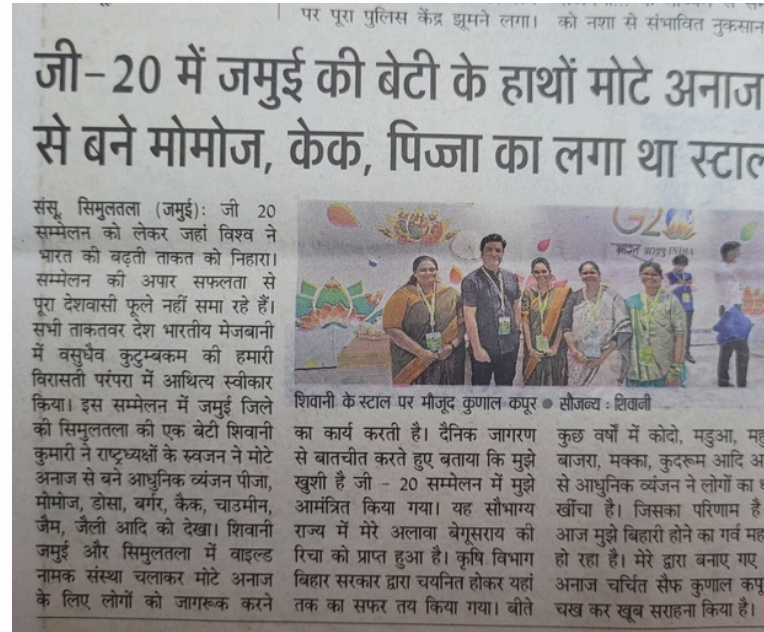 पर पूरा पुलिस केंद्र झूमने लगा।
को नशा से संभावित नुकसान
जी-20 में जमुई की बेटी के हाथों मोटे अनाज
से बने मोमोज, केक, पिज्जा का लगा था स्टाल
संसू, सिमुलतला (जमुई): जी 20
सम्मेलन को लेकर जहां विश्व ने
भारत की बढ़ती ताकत को निहारा।
सम्मेलन की अपार सफलता से
पूरा देशवासी फूले नहीं समा रहे हैं।
सभी ताकतवर देश भारतीय मेजबानी
में वसुधैव कुटुम्बकम की हमारी
विरासती परंपरा में आथित्य स्वीकार
किया। इस सम्मेलन में जमुई जिले
की सिमुलतला की एक बेटी शिवानी
कुमारी ने राष्ट्रध्यक्षों के स्वजन ने मोटे
अनाज से बने आधुनिक व्यंजन पीजा,
मोमोज, डोसा, बर्गर, कैक, चाउमीन,
जैम, जैली आदि को देखा। शिवानी
जमुई और सिमुलतला में वाइल्ड
नामक संस्था चलाकर मोटे अनाज
के लिए लोगों को जागरूक करने
G20
भारत 2023 INDIA
शिवानी के स्टाल पर मौजूद कुणाल कपूर ● सौजन्य : शिवानी
का कार्य करती है। दैनिक जागरण
से बातचीत करते हुए बताया कि मुझे
खुशी है जी - 20 सम्मेलन में मुझे
आमंत्रित किया गया। यह सौभाग्य
राज्य में मेरे अलावा बेगूसराय की
रिचा को प्राप्त हुआ है। कृषि विभाग
बिहार सरकार द्वारा चयनित होकर यहां
तक का सफर तय किया गया। बीते
कुछ वर्षों में कोदो, मडुआ,
बाजरा, मक्का, कुदरूम आदि
से आधुनिक व्यंजन ने लोगों का
खींचा है। जिसका परिणाम है
आज मुझे बिहारी होने का गर्व
हो रहा है। मेरे द्वारा बनाए गए
अनाज चर्चित सैफ कुणाल
चख कर खूब सराहना किया है।